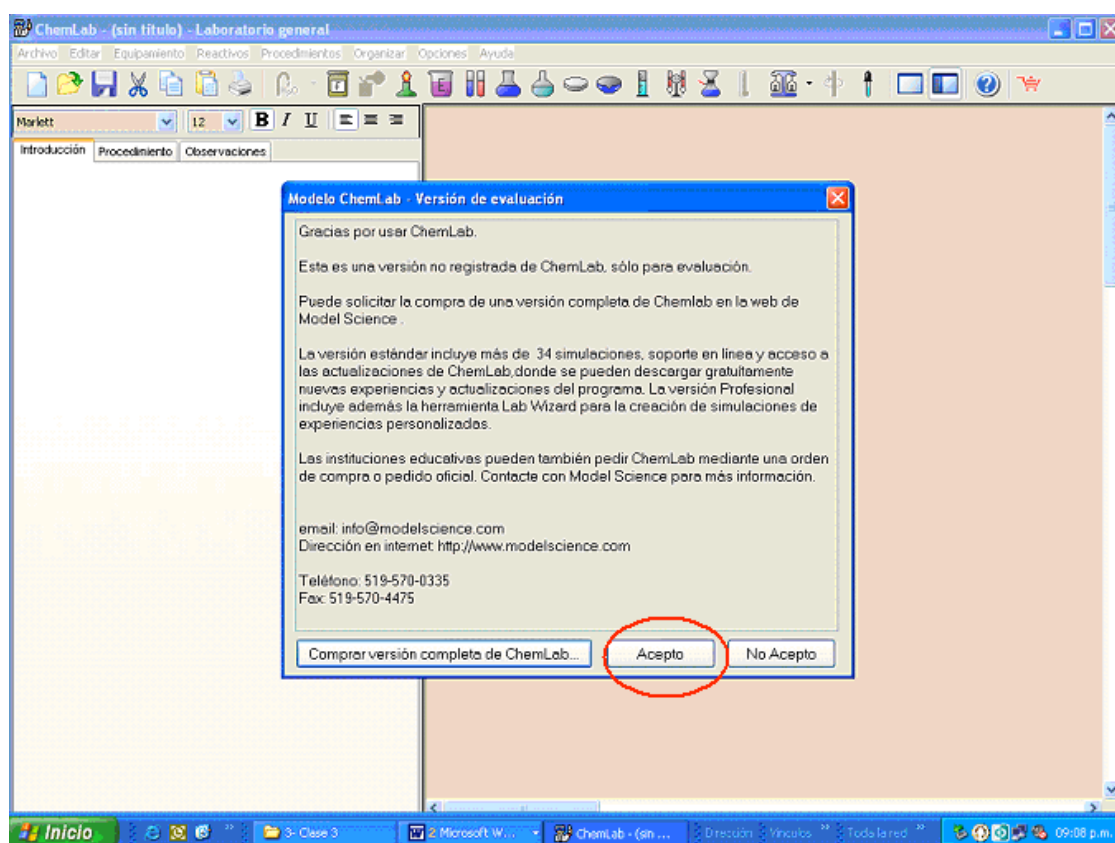 ChemLab - (sin título) - Laboratorio general
Archivo Editar Equipamiento Reactivos Procedimientos Organizar Opciones Ayuda
Marlett 12 B I U
Introducción Procedimiento Observaciones
Modelo ChemLab - Versión de evaluación
Gracias por usar ChemLab.
Esta es una versión no registrada de ChemLab, sólo para evaluación.
Puede solicitar la compra de una versión completa de Chemlab en la web de
Model Science .
La versión estándar incluye más de 34 simulaciones, soporte en línea y acceso a
las actualizaciones de ChemLab,donde se pueden descargar gratuitamente
nuevas experiencias y actualizaciones del programa. La versión Profesional
incluye además la herramienta Lab Wizard para la creación de simulaciones de
experiencias personalizadas.
Las instituciones educativas pueden también pedir ChemLab mediante una orden
de compra o pedido oficial. Contacte con Model Science para más información.
email: info@modelscience.com
Dirección en internet: http://www.modelscience.com
Teléfono: 519-570-0335
Fax: 519-570-4475
Comprar versión completa de ChemLab... Acepto No Acepto
Inicio 3- Clase 3 2 Microsoft W... ChemLab - (sin ... Dirección Vínculos Toda la red 09:08 p.m.